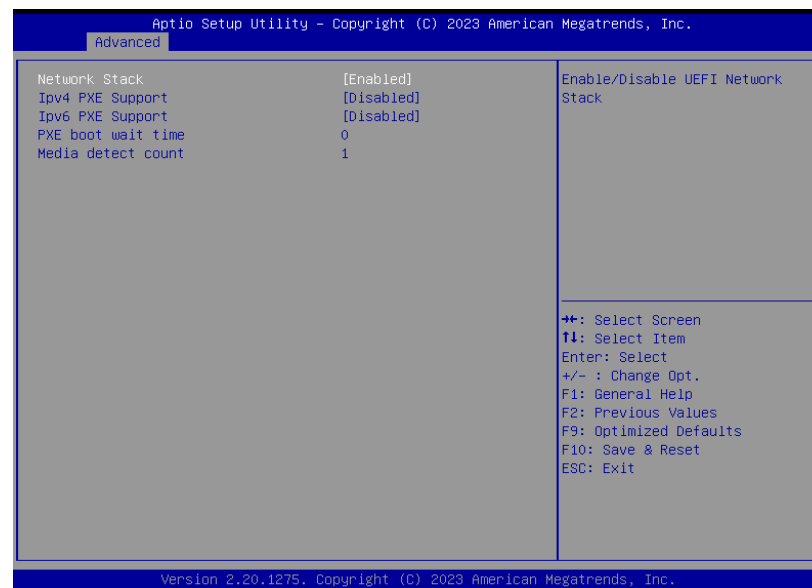 Aptio Setup Utility – Copyright (C) 2023 American Megatrends, Inc.
Advanced
Network Stack [Enabled]
Ipv4 PXE Support [Disabled]
Ipv6 PXE Support [Disabled]
PXE boot wait time 0
Media detect count 1
Enable/Disable UEFI Network
Stack
→←: Select Screen
↑↓: Select Item
Enter: Select
+/- : Change Opt.
F1: General Help
F2: Previous Values
F9: Optimized Defaults
F10: Save & Reset
ESC: Exit
Version 2.20.1275. Copyright (C) 2023 American Megatrends, Inc.